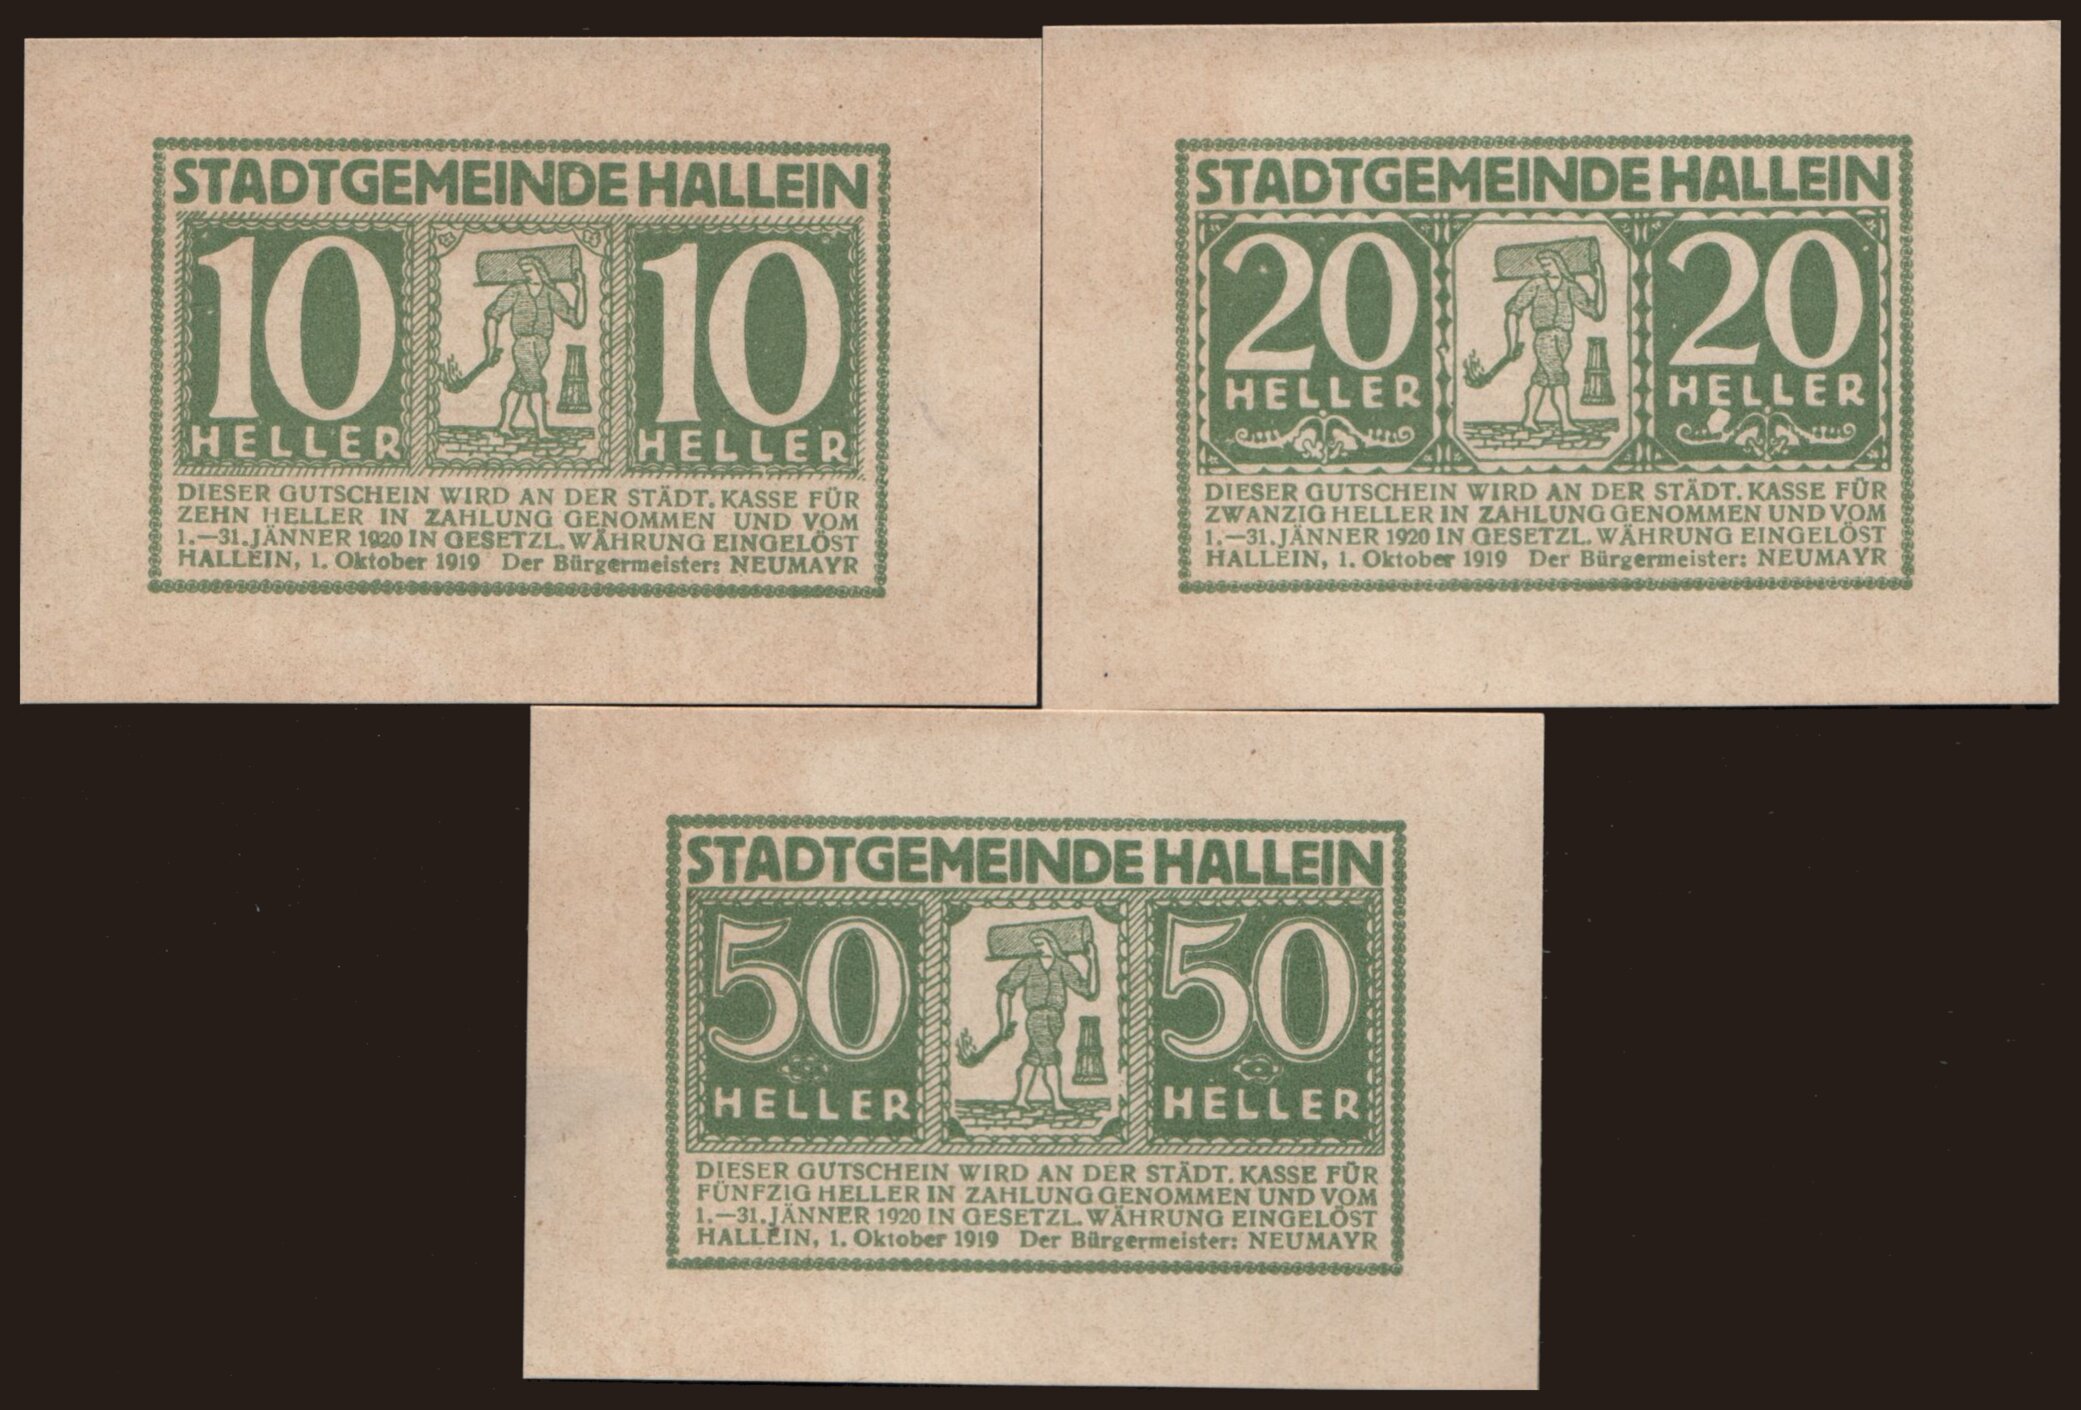 STADTGEMEINDE HALLEIN
10 10
HELLER HELLER
DIESER GUTSCHEIN WIRD AN DER STÄDT. KASSE FÜR
ZEHN HELLER IN ZAHLUNG GENOMMEN UND VOM
1.—31. JÄNNER 1920 IN GESETZL. WÄHRUNG EINGELÖST
HALLEIN, 1. Oktober 1919 Der Bürgermeister: NEUMAYR
STADTGEMEINDE HALLEIN
20 20
HELLER HELLER
DIESER GUTSCHEIN WIRD AN DER STÄDT. KASSE FÜR
ZWANZIG HELLER IN ZAHLUNG GENOMMEN UND VOM
1.—31. JÄNNER 1920 IN GESETZL. WÄHRUNG EINGELÖST
HALLEIN, 1. Oktober 1919 Der Bürgermeister: NEUMAYR
STADTGEMEINDE HALLEIN
50 50
HELLER HELLER
DIESER GUTSCHEIN WIRD AN DER STÄDT. KASSE FÜR
FÜNFZIG HELLER IN ZAHLUNG GENOMMEN UND VOM
1.—31. JÄNNER 1920 IN GESETZL. WÄHRUNG EINGELÖST
HALLEIN, 1. Oktober 1919 Der Bürgermeister: NEUMAYR